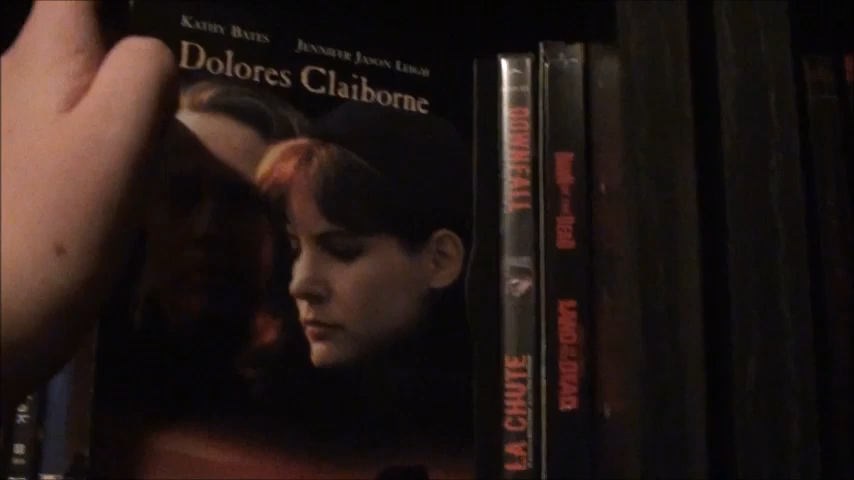 KATHY BATES JENNIFER JASON LEIGH
Dolores Claiborne
DOWNFALL
LA CHUTE
LAND OF THE DEAD